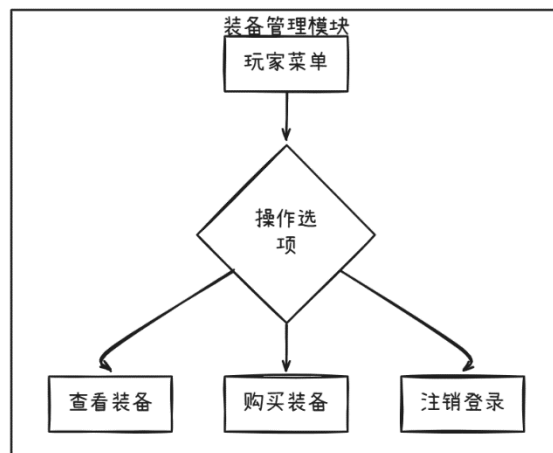 装备管理模块
玩家菜单
操作选
项
查看装备
购买装备
注销登录